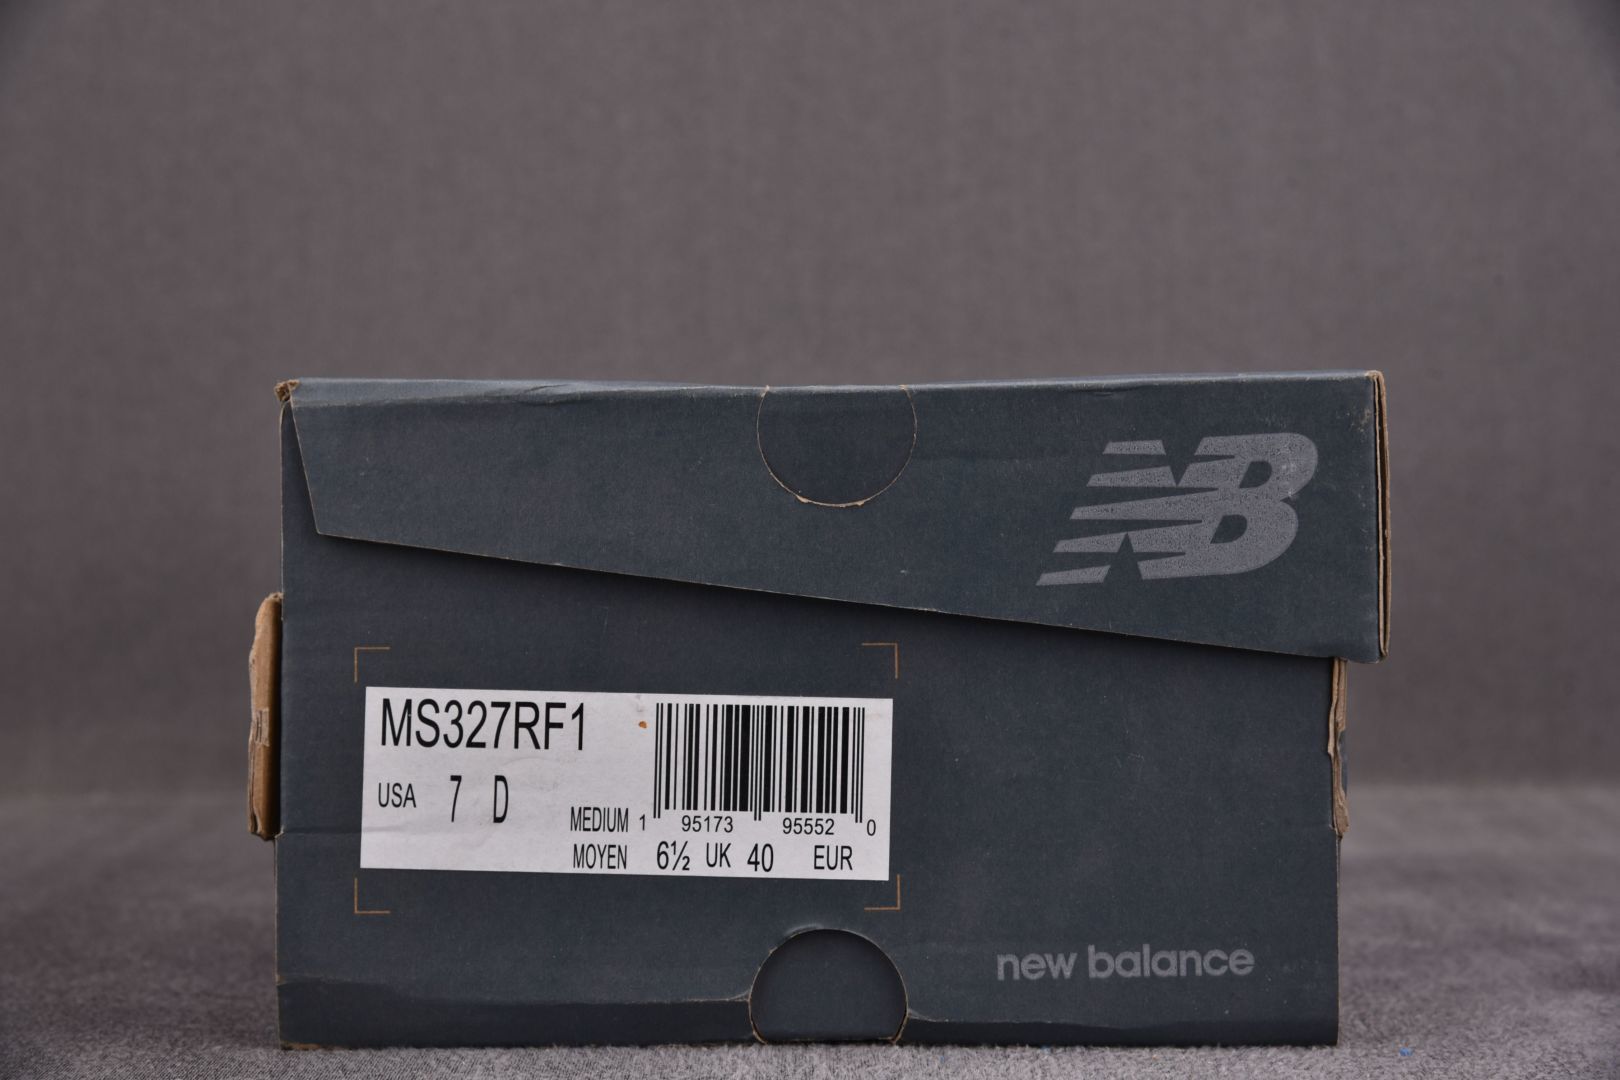 NB
MS327RF1
USA 7 D
MEDIUM 1 95173 95552 0
MOYEN 6½ UK 40 EUR
new balance